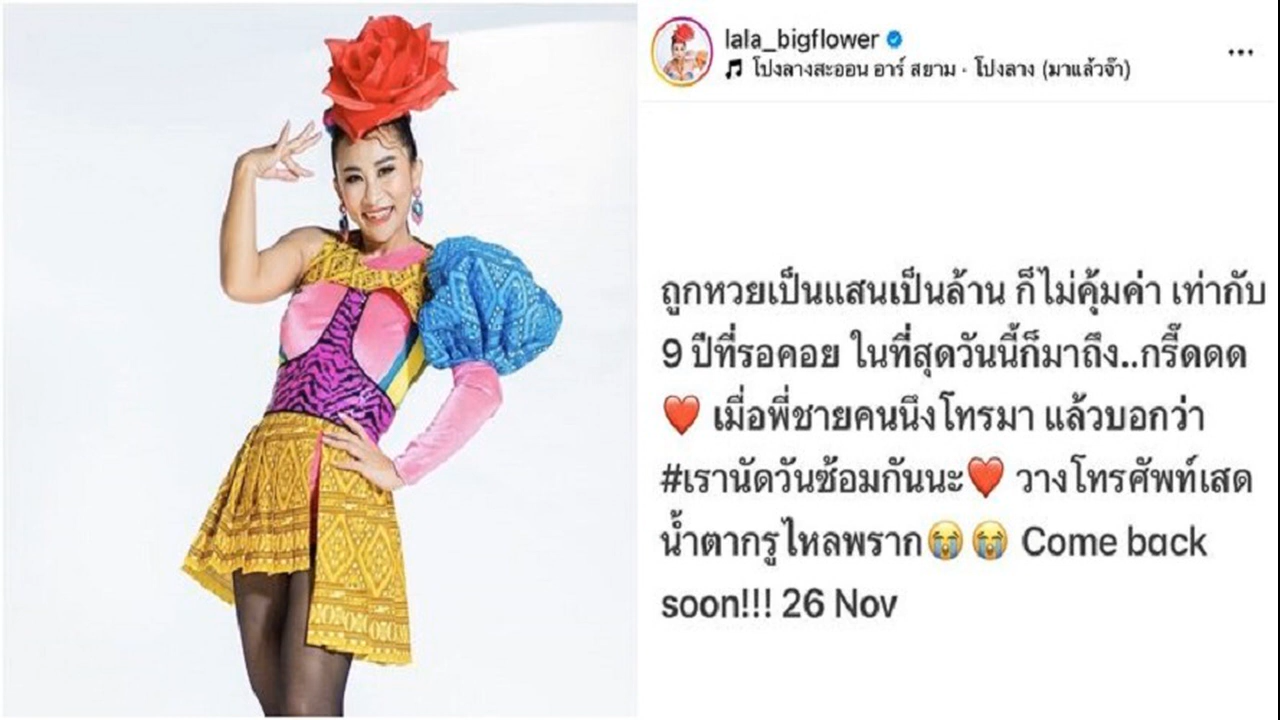 lala_bigflower
โปงลางสะออน อาร์ สยาม · โปงลาง (มาแล้วจ๊า)
ถูกหวยเป็นแสนเป็นล้าน ก็ไม่คุ้มค่า เท่ากับ
9 ปีที่รอคอย ในที่สุดวันนี้ก็มาถึง..กรี๊ดดด
❤️ เมื่อพี่ชายคนนึงโทรมา แล้วบอกว่า
#เรานัดวันซ้อมกันนะ❤️ วางโทรศัพท์เสด
น้ำตากรูไหลพราก😭😭 Come back
soon!!! 26 Nov